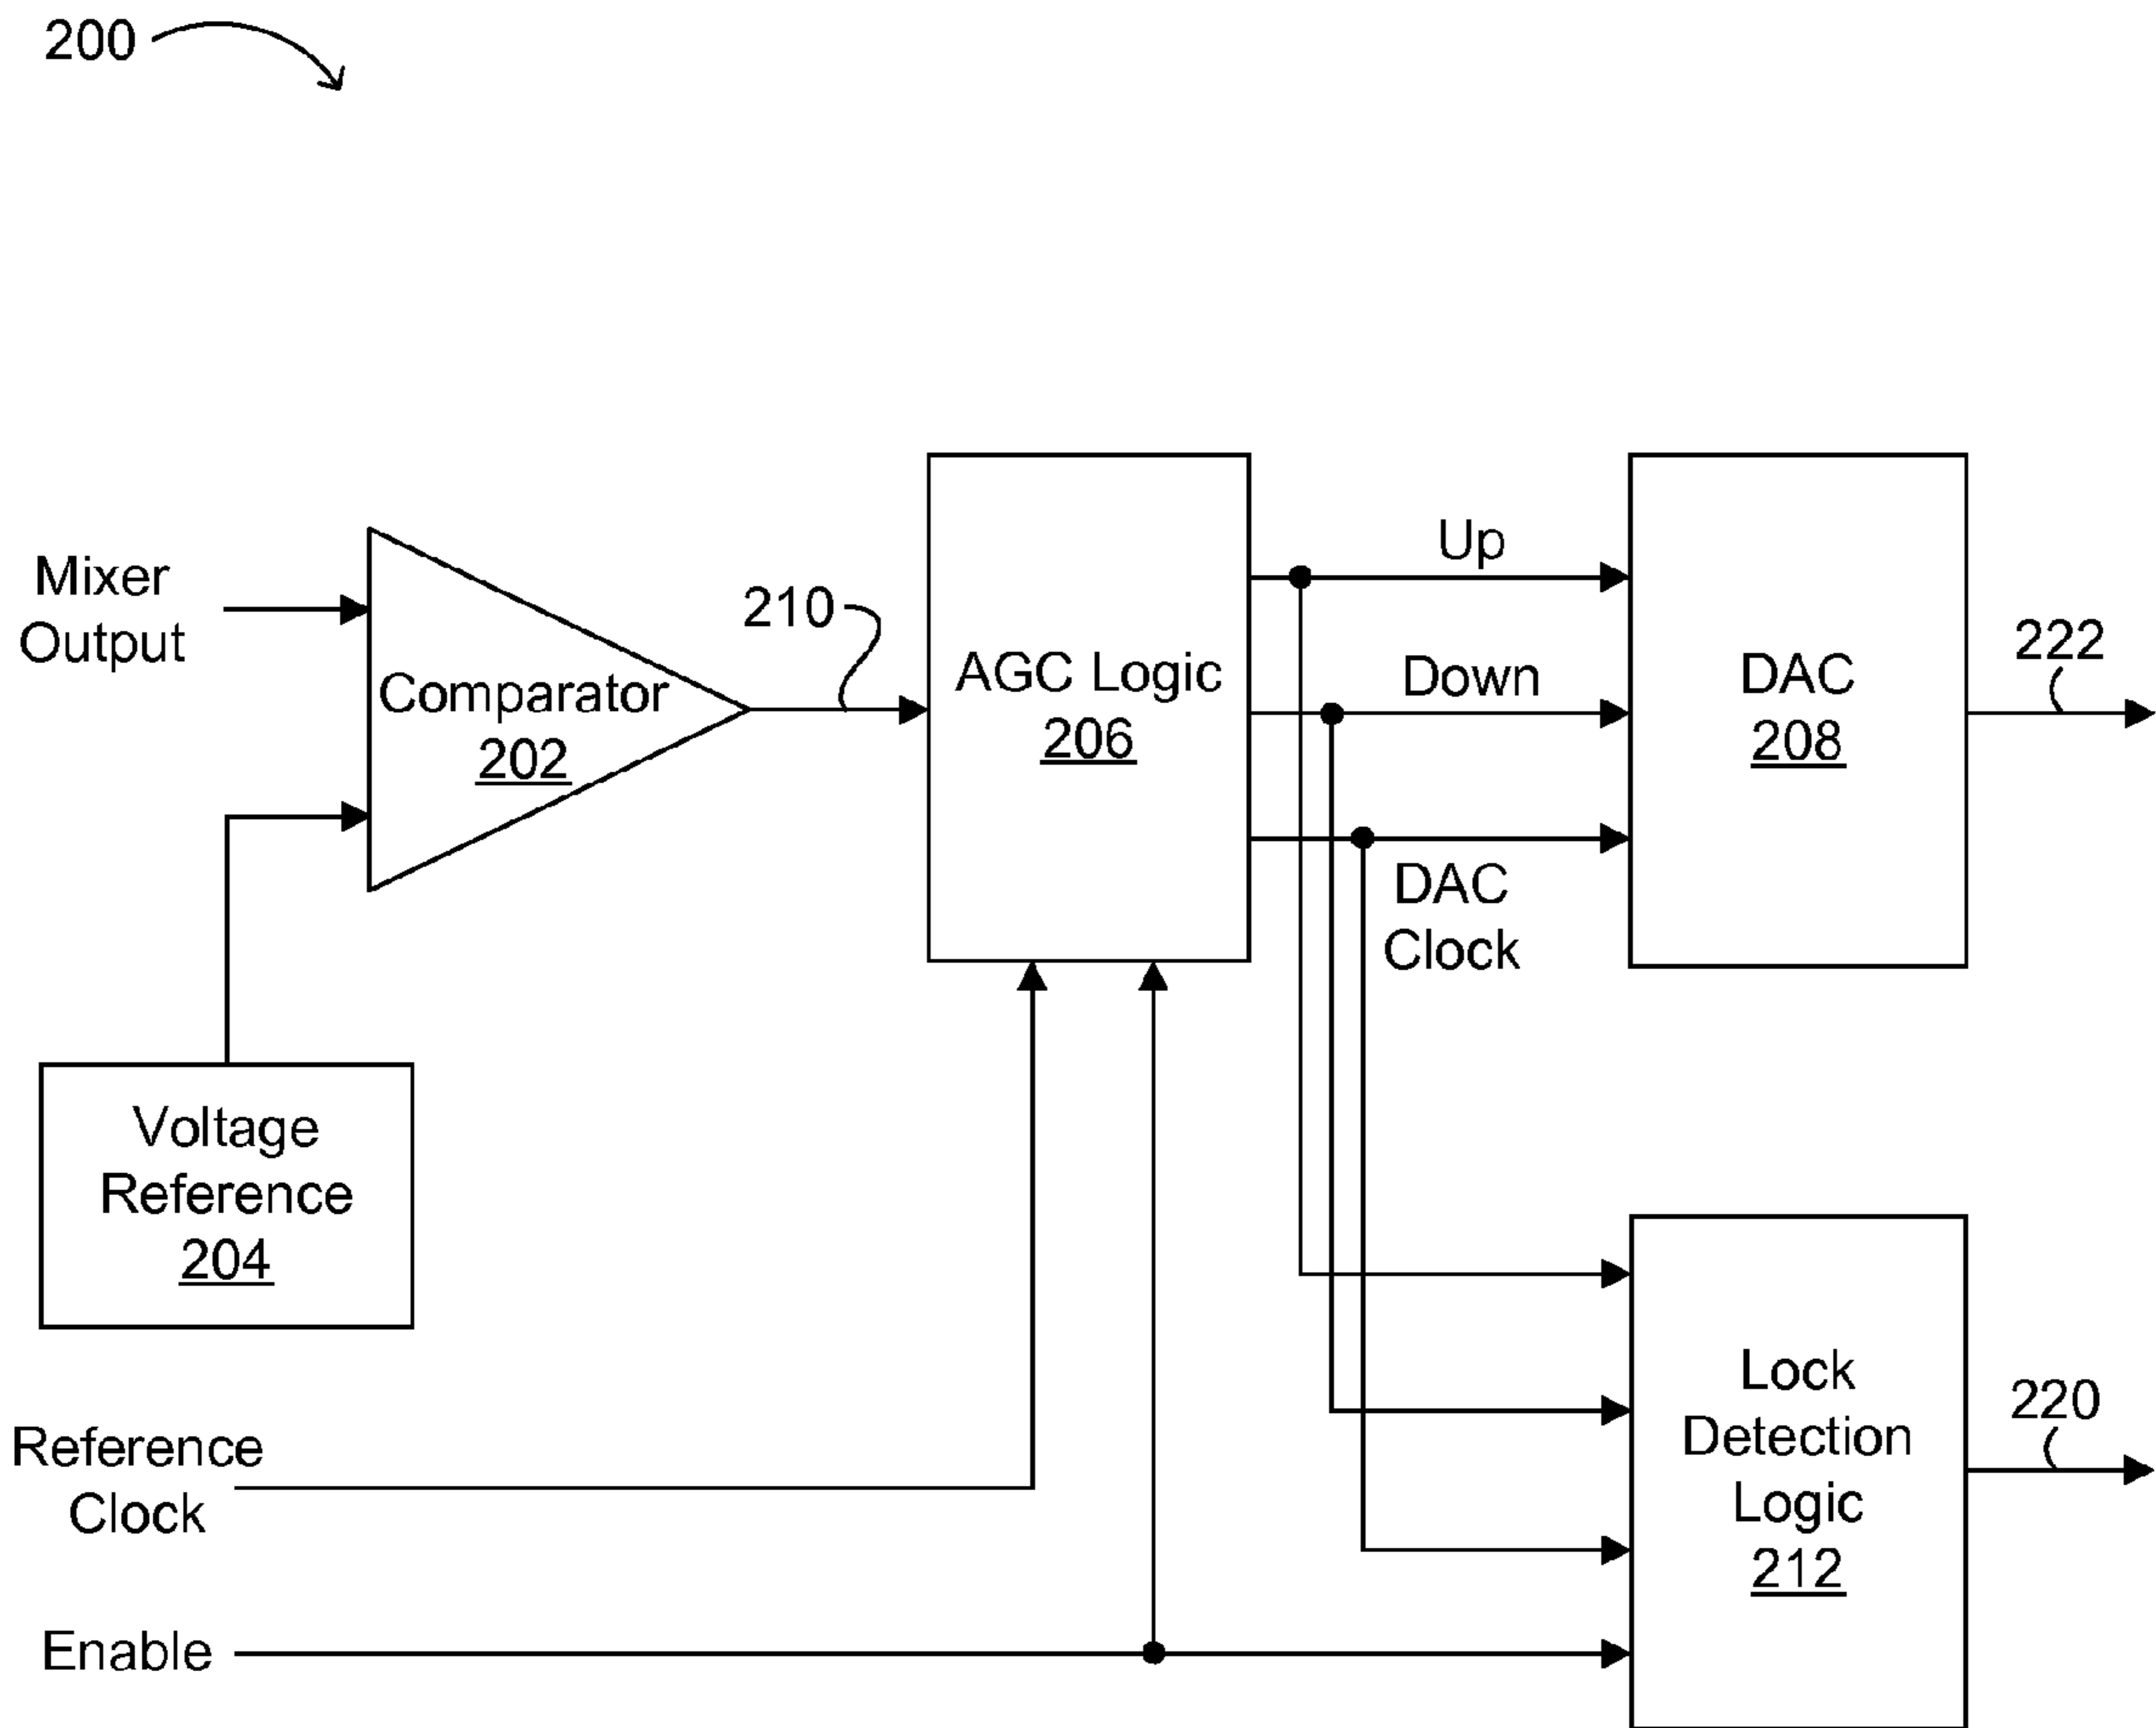 200
Mixer
Output
Comparator
202
210
AGC Logic
206
Up
Down
DAC
Clock
DAC
208
222
Voltage
Reference
204
Reference
Clock
Enable
Lock
Detection
Logic
212
220